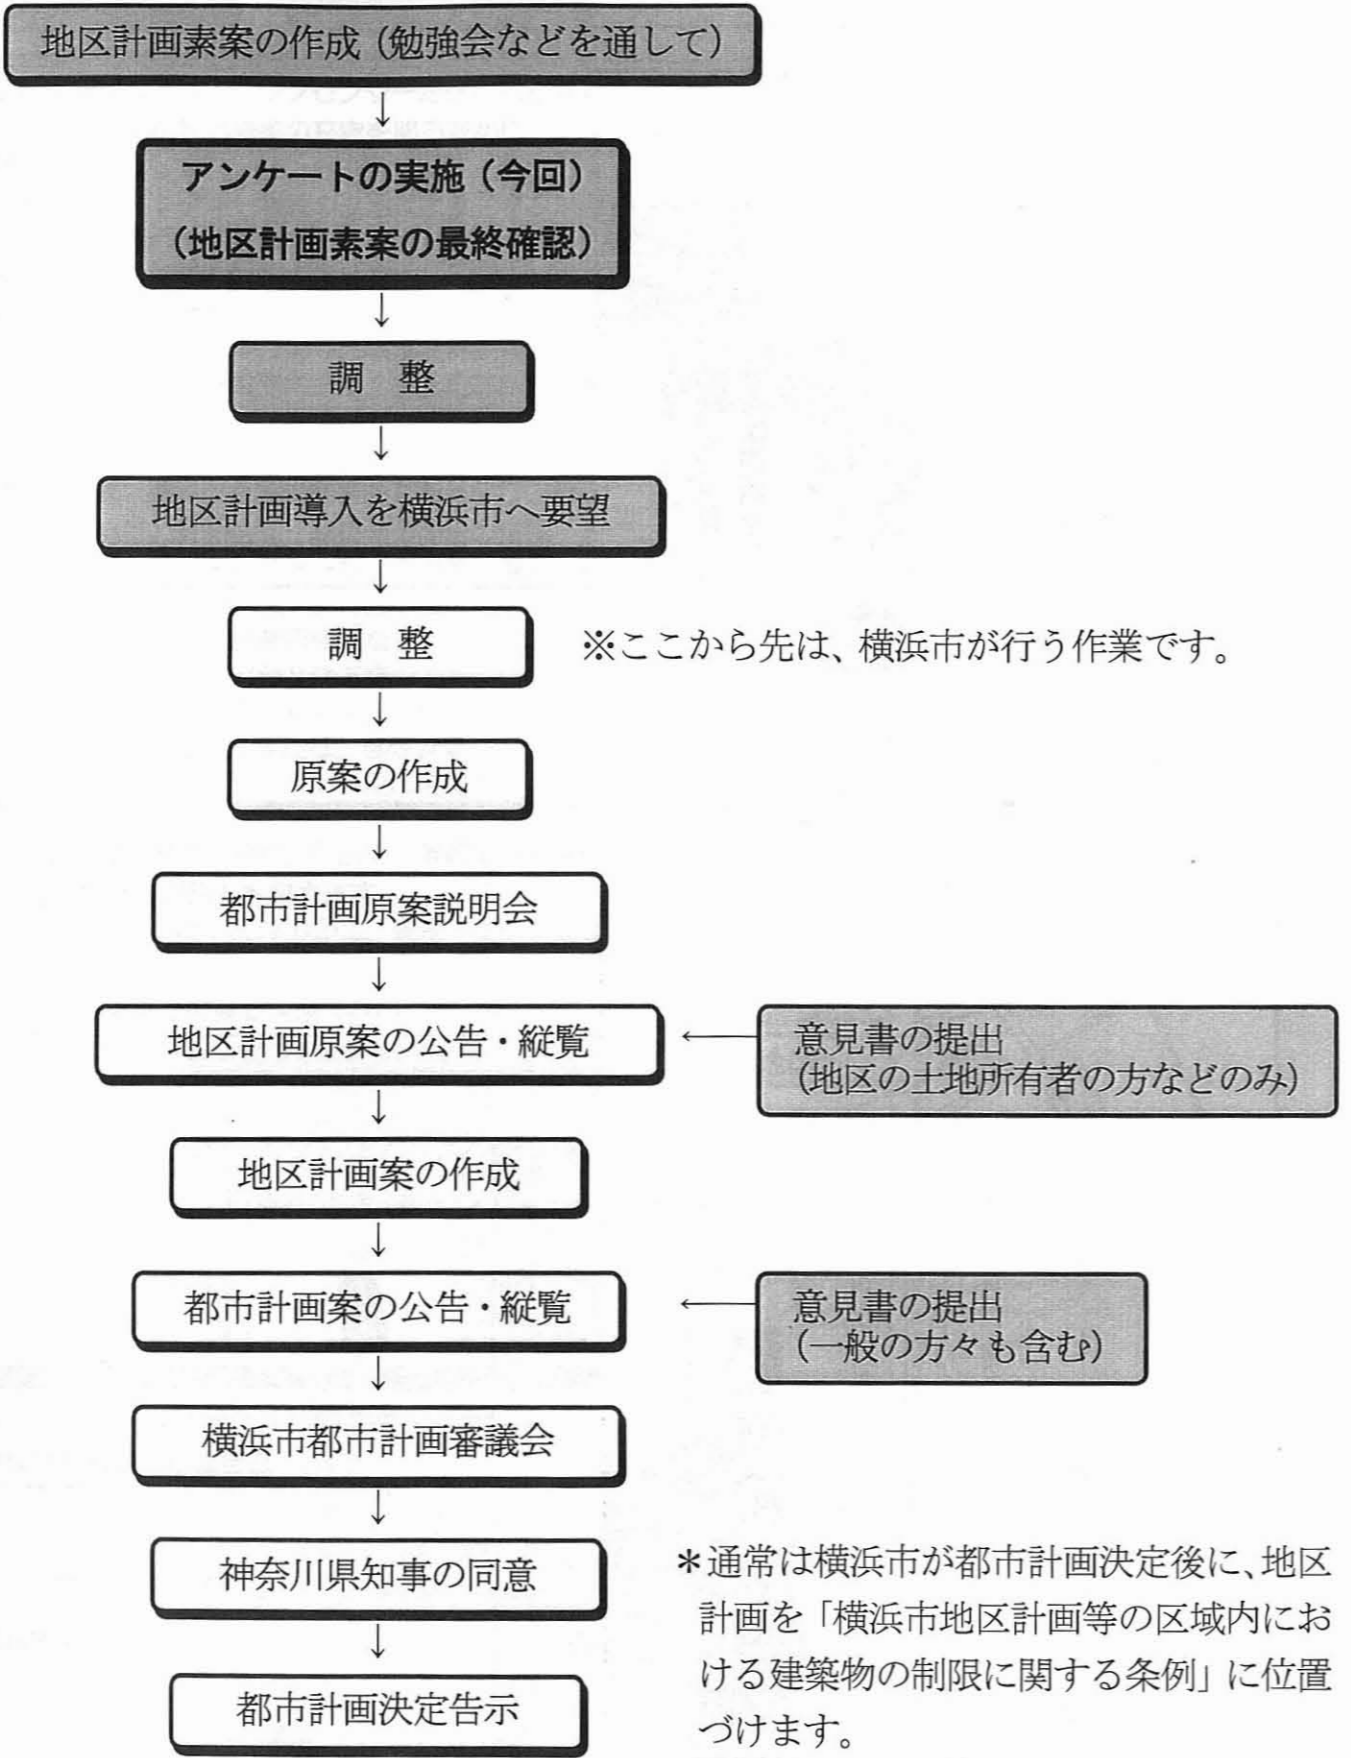 地区計画素案の作成（勉強会などを通して）
↓
アンケートの実施（今回）
（地区計画素案の最終確認）
↓
調　整
↓
地区計画導入を横浜市へ要望
↓
調　整
※ここから先は、横浜市が行う作業です。
↓
原案の作成
↓
都市計画原案説明会
↓
地区計画原案の公告・縦覧
←
意見書の提出
（地区の土地所有者の方などのみ）
↓
地区計画案の作成
↓
都市計画案の公告・縦覧
←
意見書の提出
（一般の方々も含む）
↓
横浜市都市計画審議会
↓
神奈川県知事の同意
↓
都市計画決定告示
＊通常は横浜市が都市計画決定後に、地区
計画を「横浜市地区計画等の区域内にお
ける建築物の制限に関する条例」に位置
づけます。